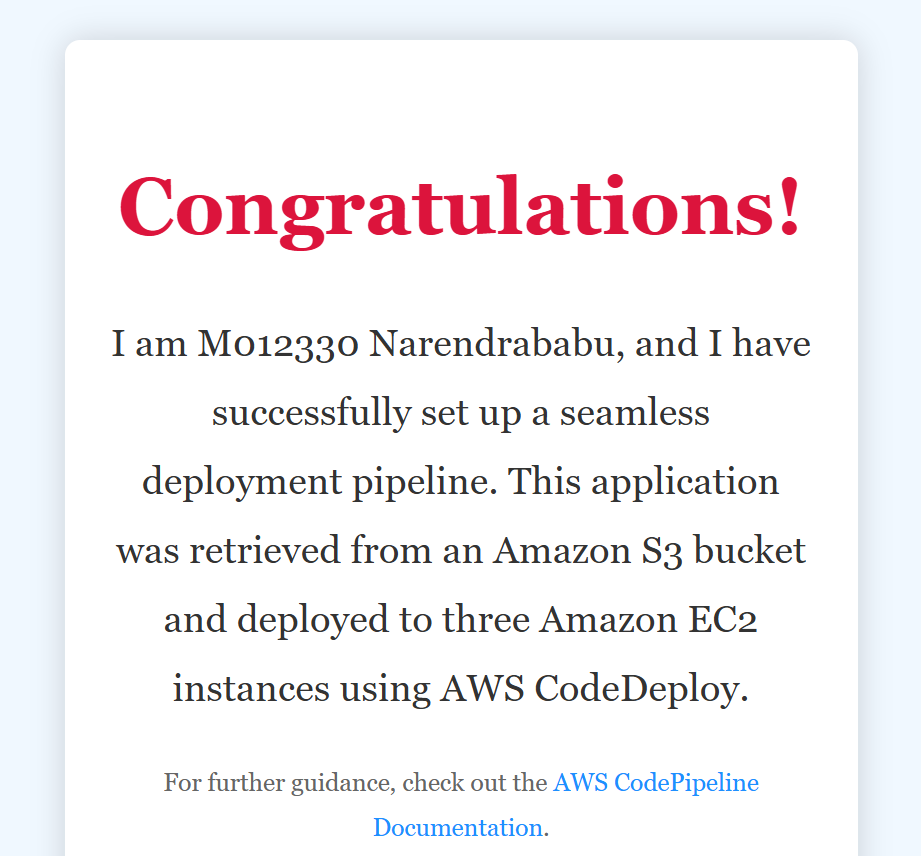 Congratulations!
I am M012330 Narendrababu, and I have
successfully set up a seamless
deployment pipeline. This application
was retrieved from an Amazon S3 bucket
and deployed to three Amazon EC2
instances using AWS CodeDeploy.
For further guidance, check out the AWS CodePipeline
Documentation.